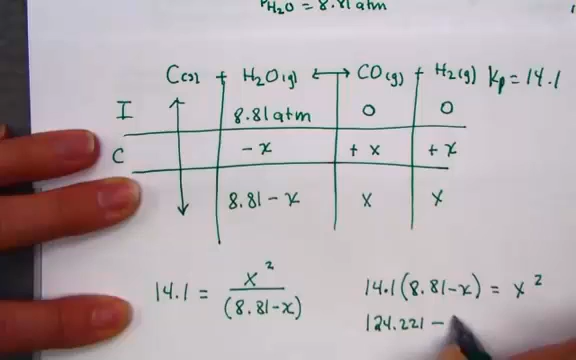 P H₂O = 8.81 atm
C(s) + H₂O(g) ⟷ CO(g) + H₂(g) Kp = 14.1
I 8.81 atm 0 0
C - x + x + x
8.81 - x x x
14.1 = x² / (8.81 - x)
14.1 (8.81 - x) = x²
124.221 -